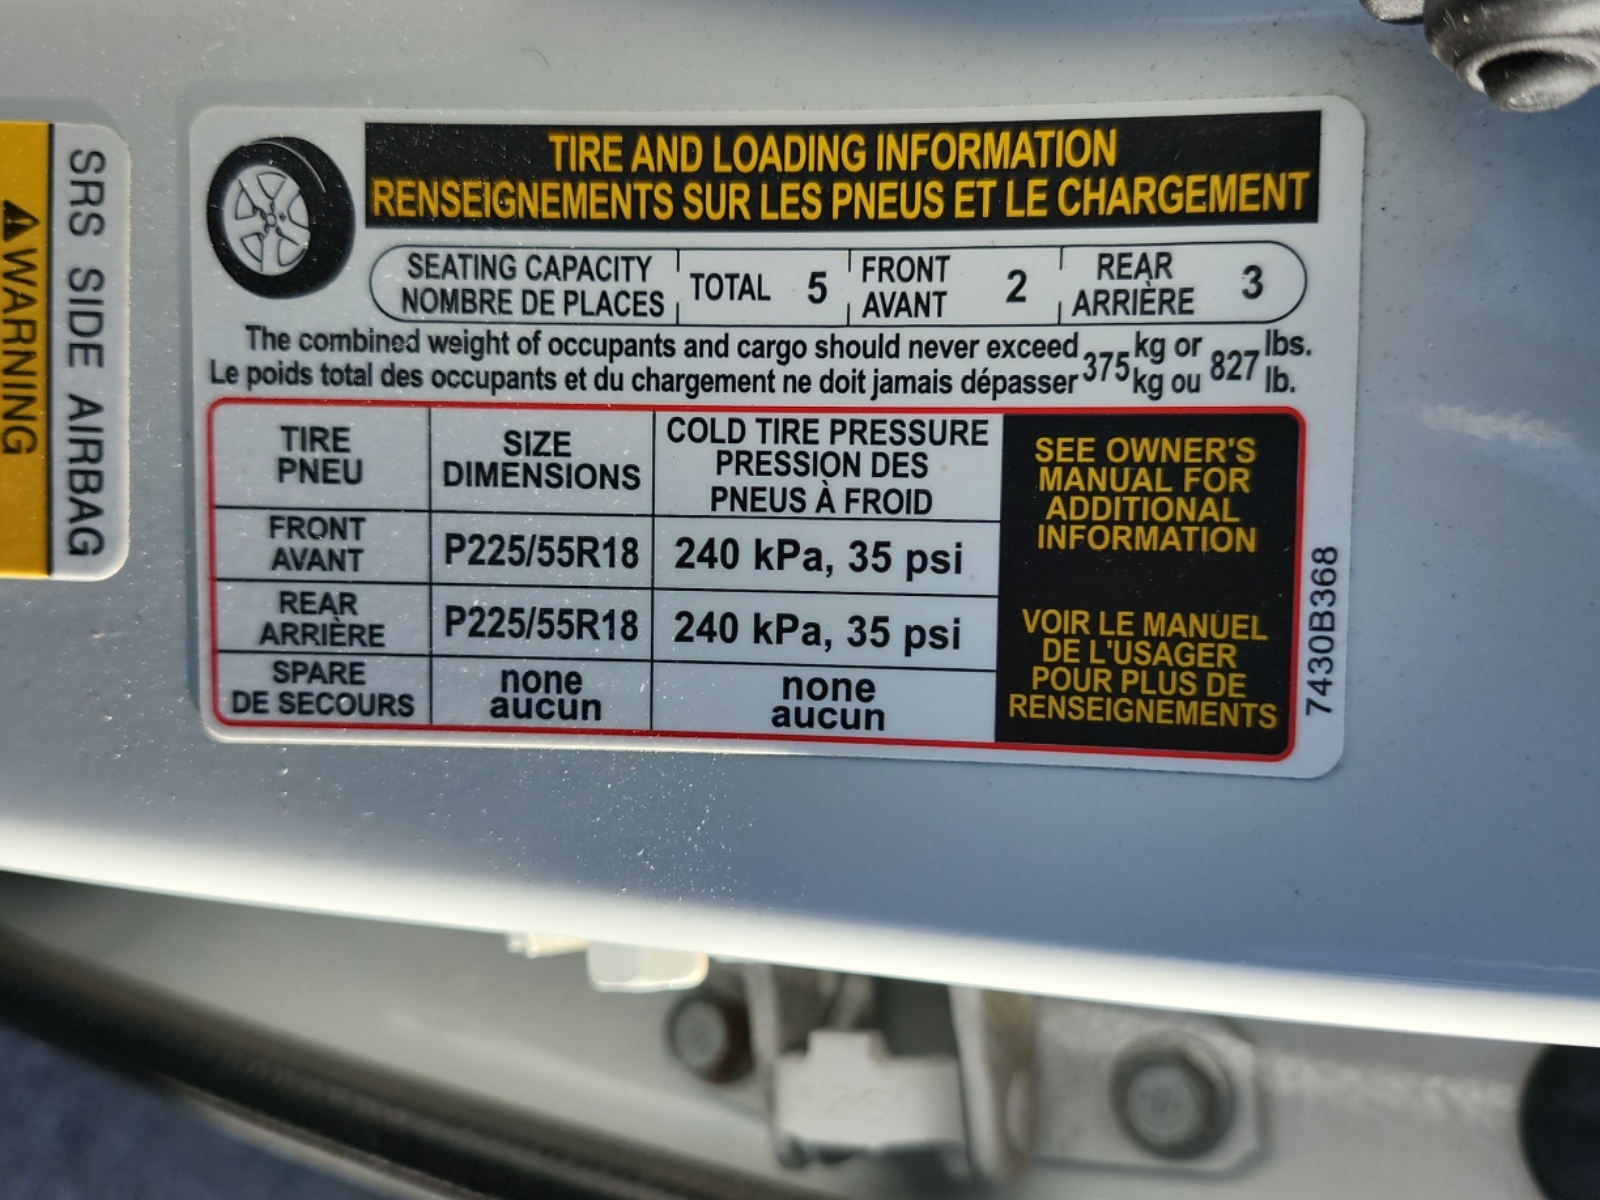 TIRE AND LOADING INFORMATION
RENSEIGNEMENTS SUR LES PNEUS ET LE CHARGEMENT
SEATING CAPACITY TOTAL 5 FRONT 2 REAR 3
NOMBRE DE PLACES AVANT ARRIÈRE
The combined weight of occupants and cargo should never exceed 375 kg or 827 lbs.
Le poids total des occupants et du chargement ne doit jamais dépasser kg ou lb.
TIRE
PNEU
SIZE
DIMENSIONS
COLD TIRE PRESSURE
PRESSION DES
PNEUS À FROID
FRONT
AVANT
P225/55R18
240 kPa, 35 psi
REAR
ARRIÈRE
P225/55R18
240 kPa, 35 psi
SPARE
DE SECOURS
none
aucun
none
aucun
SEE OWNER'S
MANUAL FOR
ADDITIONAL
INFORMATION
VOIR LE MANUEL
DE L'USAGER
POUR PLUS DE
RENSEIGNEMENTS
7430B368
SRS SIDE AIRBAG
WARNING